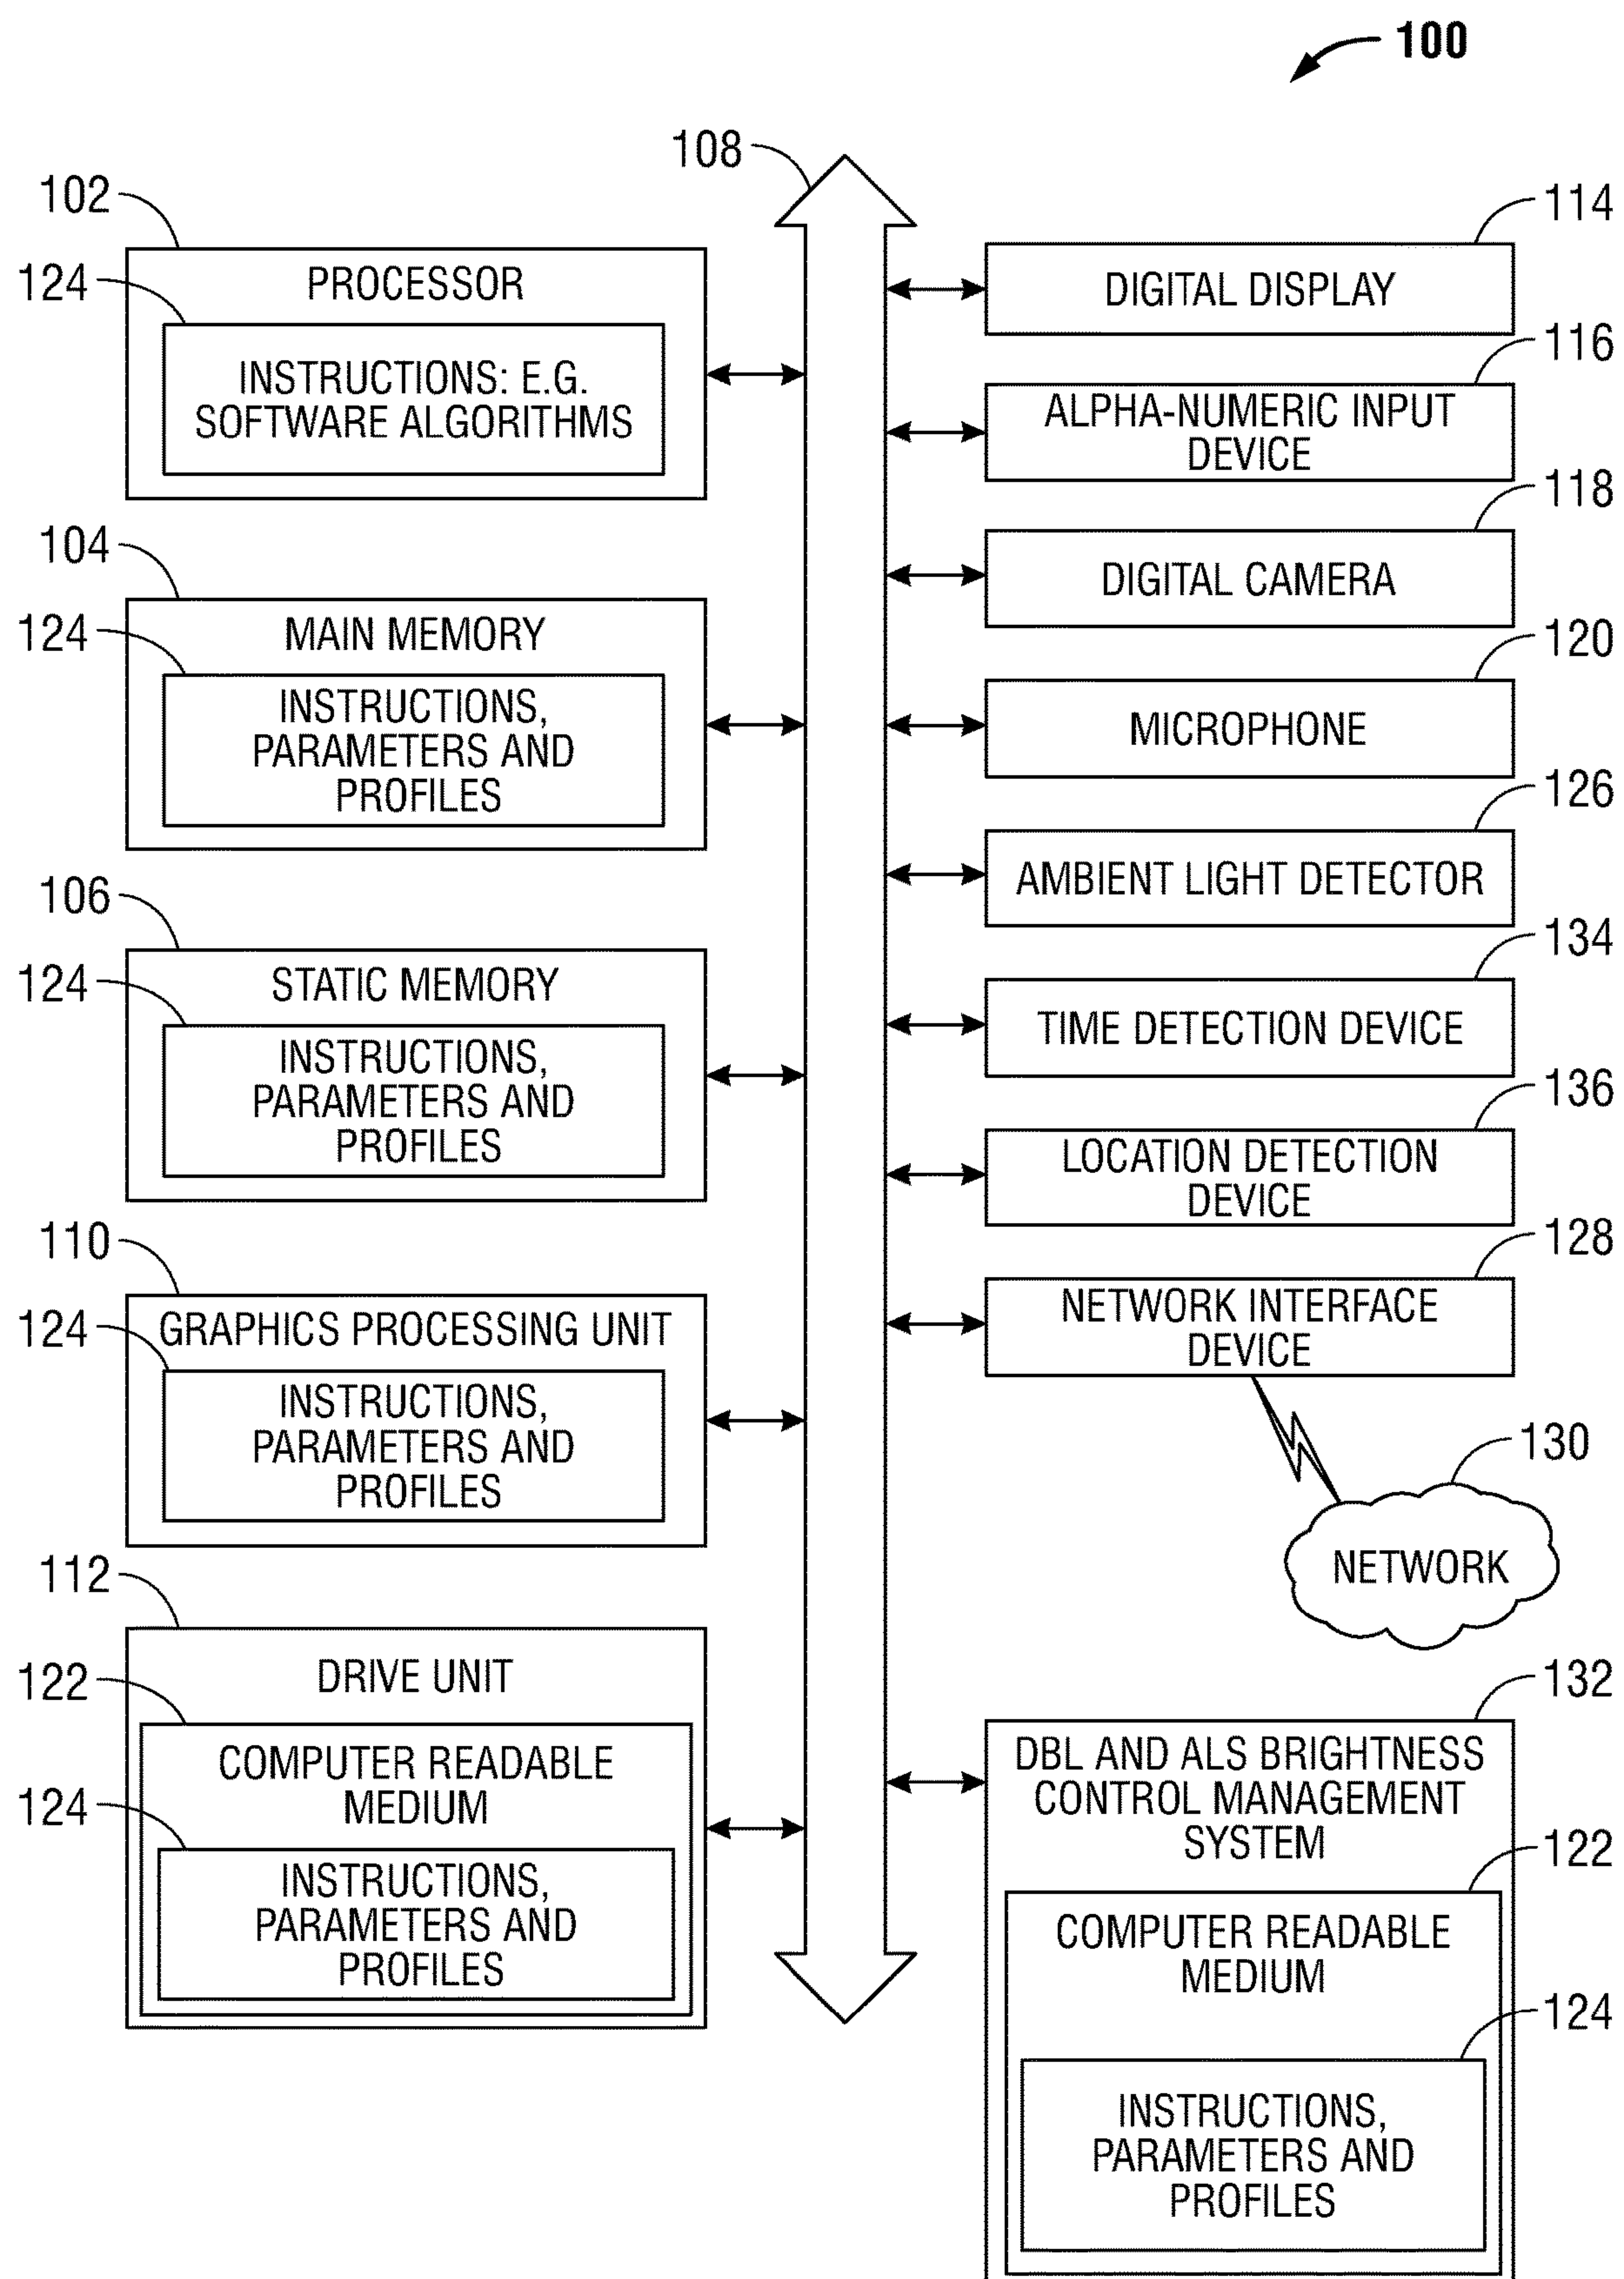 100
108
102
PROCESSOR
124
INSTRUCTIONS: E.G.
SOFTWARE ALGORITHMS
104
MAIN MEMORY
124
INSTRUCTIONS,
PARAMETERS AND
PROFILES
106
STATIC MEMORY
124
INSTRUCTIONS,
PARAMETERS AND
PROFILES
110
GRAPHICS PROCESSING UNIT
124
INSTRUCTIONS,
PARAMETERS AND
PROFILES
112
DRIVE UNIT
122
COMPUTER READABLE
MEDIUM
124
INSTRUCTIONS,
PARAMETERS AND
PROFILES
114
DIGITAL DISPLAY
116
ALPHA-NUMERIC INPUT
DEVICE
118
DIGITAL CAMERA
120
MICROPHONE
126
AMBIENT LIGHT DETECTOR
134
TIME DETECTION DEVICE
136
LOCATION DETECTION
DEVICE
128
NETWORK INTERFACE
DEVICE
130
NETWORK
132
DBL AND ALS BRIGHTNESS
CONTROL MANAGEMENT
SYSTEM
122
COMPUTER READABLE
MEDIUM
124
INSTRUCTIONS,
PARAMETERS AND
PROFILES